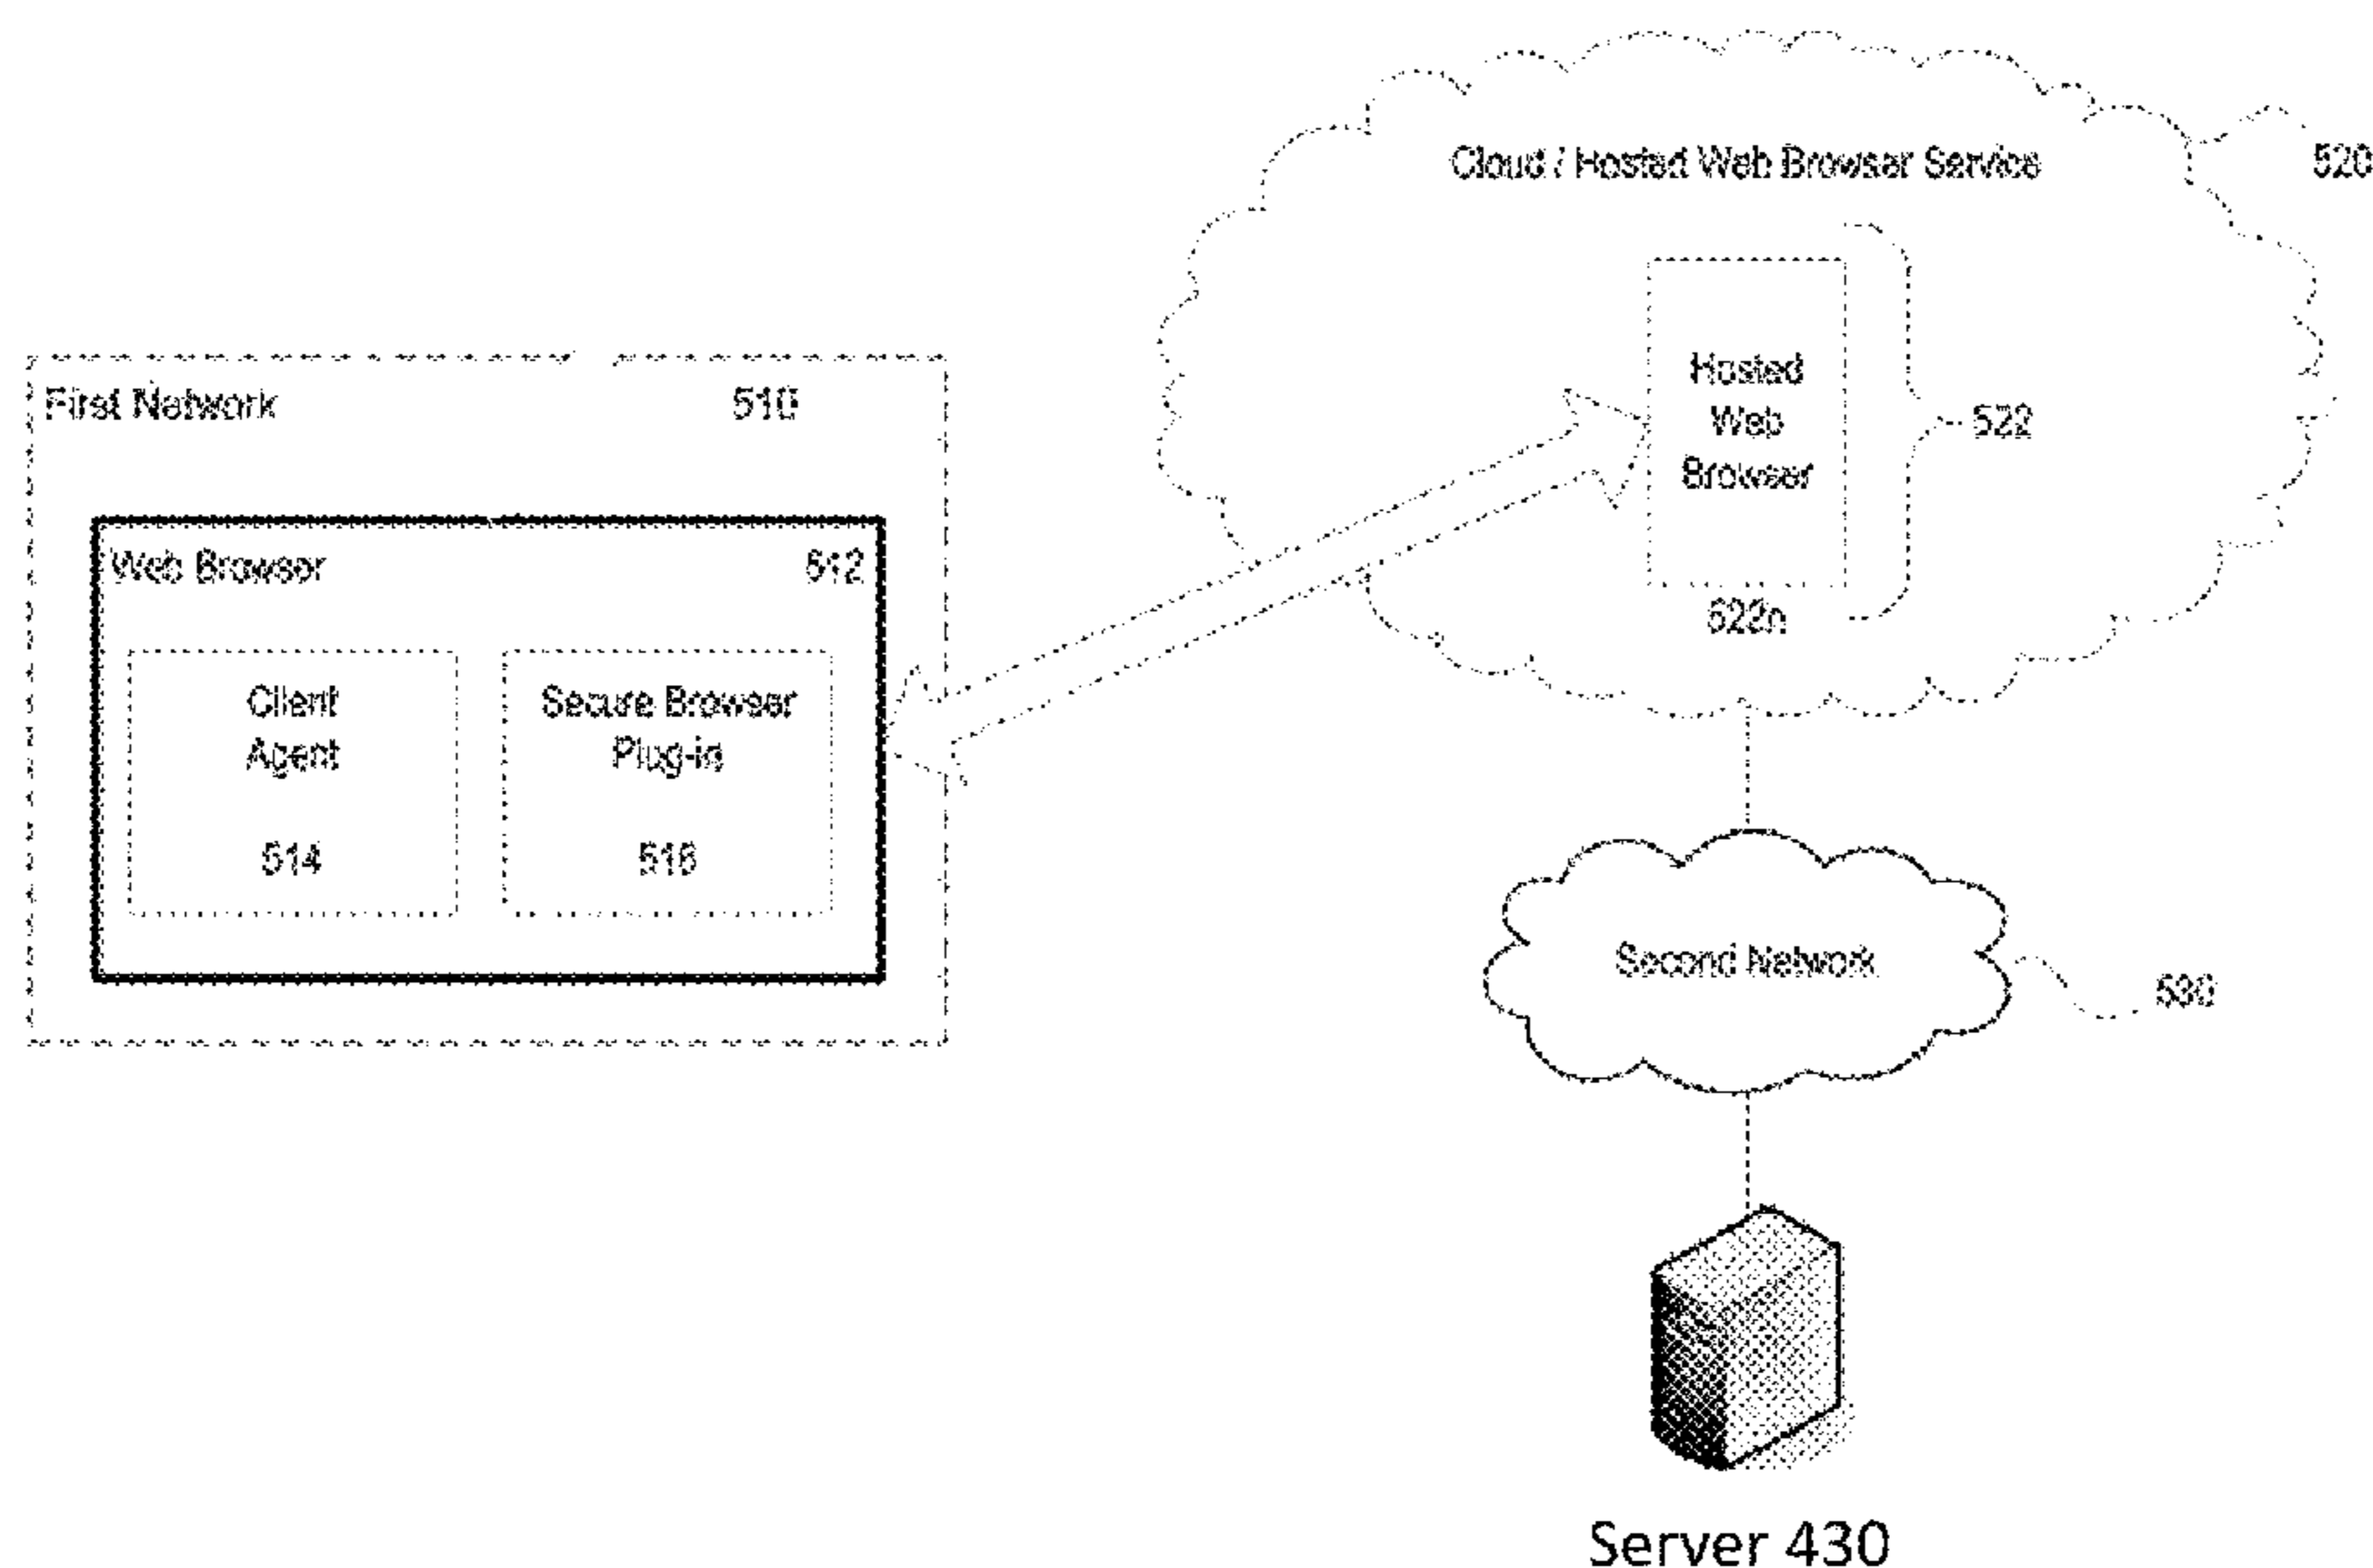 Cloud / Hosted Web Browser Service
520
Hosted
Web
Browser
522
522n
First Network
510
Web Browser
512
Client
Agent
514
Secure Browser
Plug-in
516
Second Network
530
Server 430